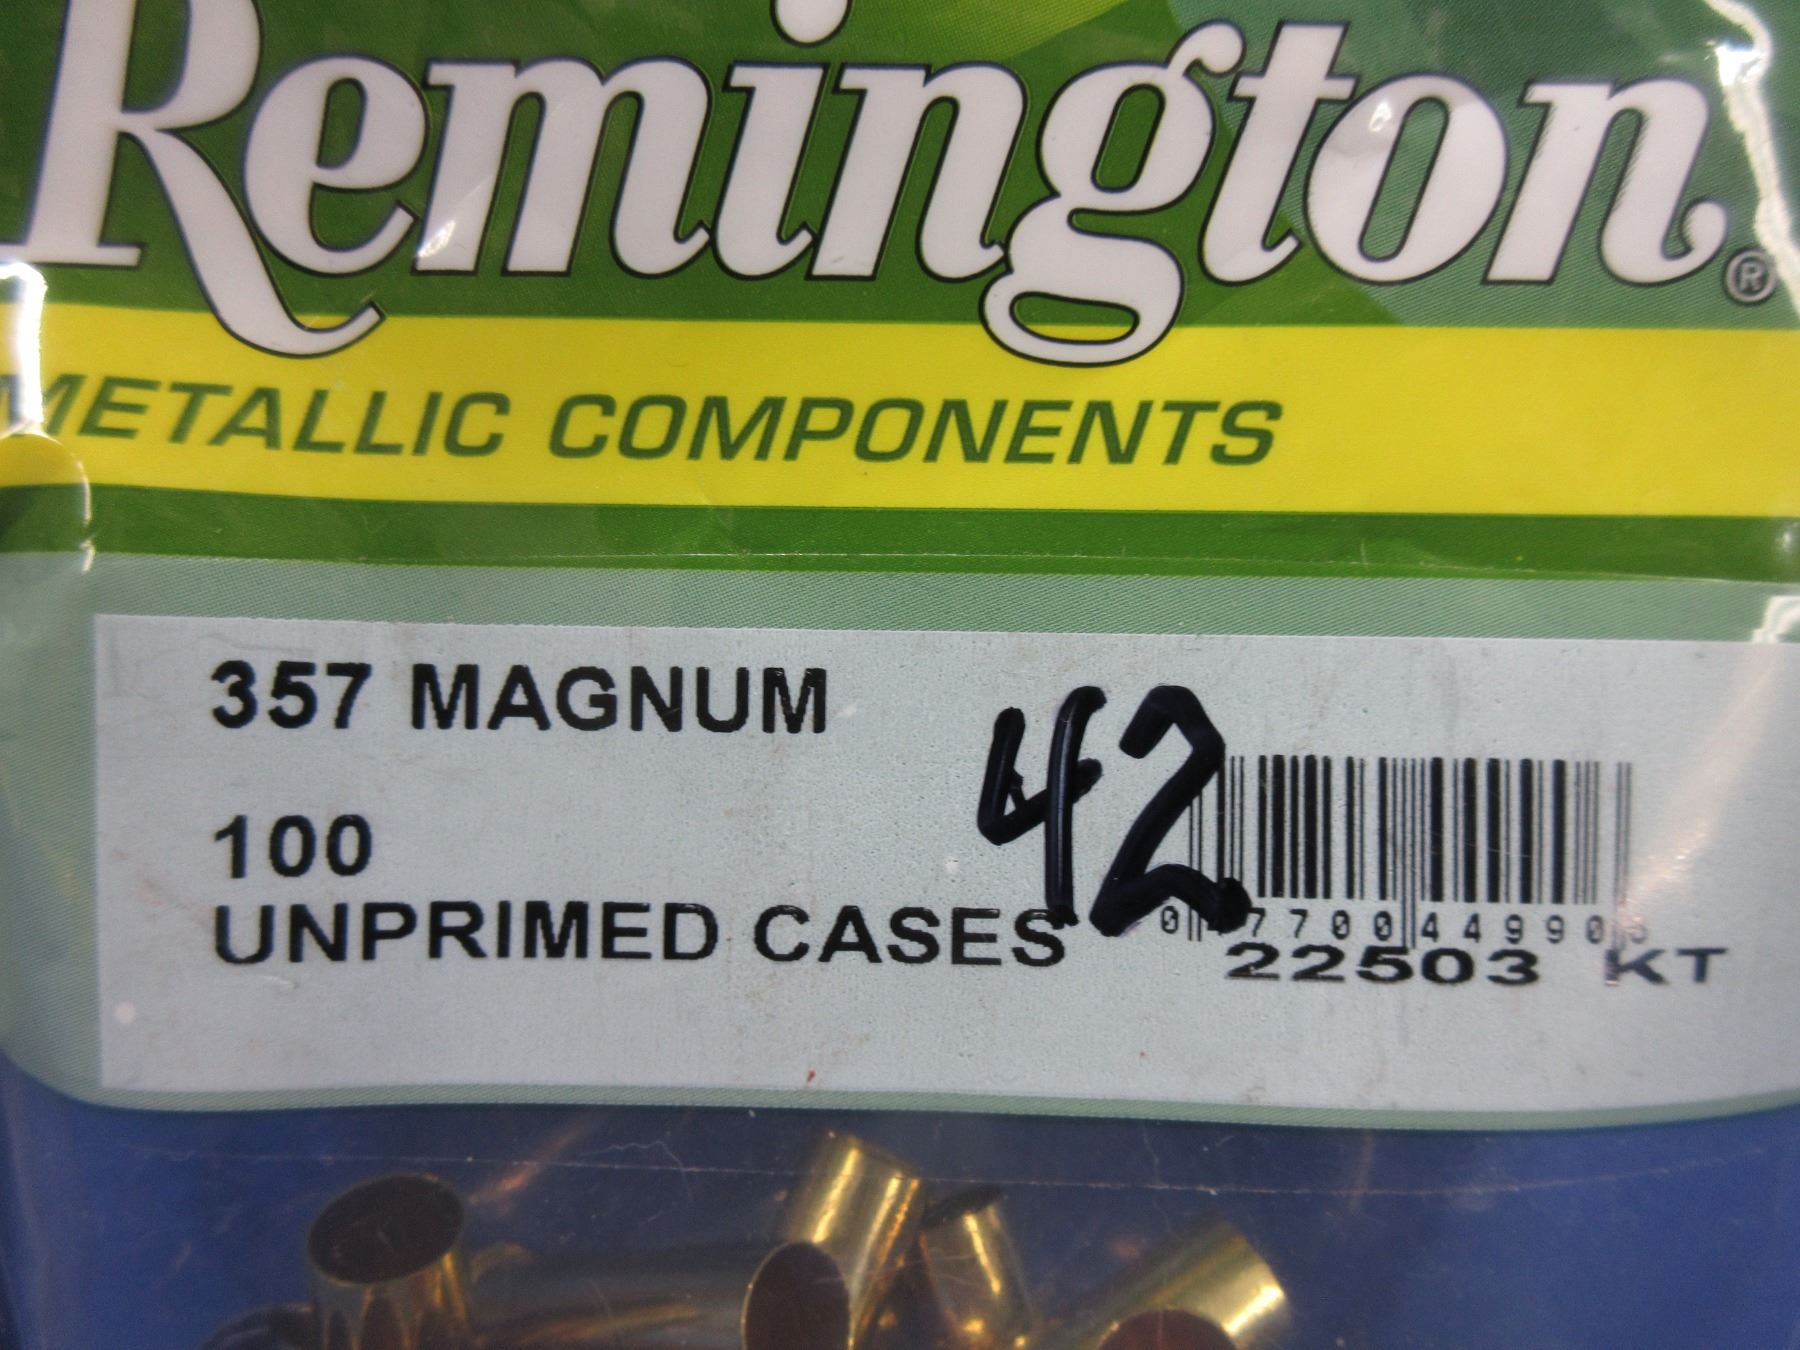 Remington®
METALLIC COMPONENTS
357 MAGNUM
42
100
UNPRIMED CASES
22503 KT